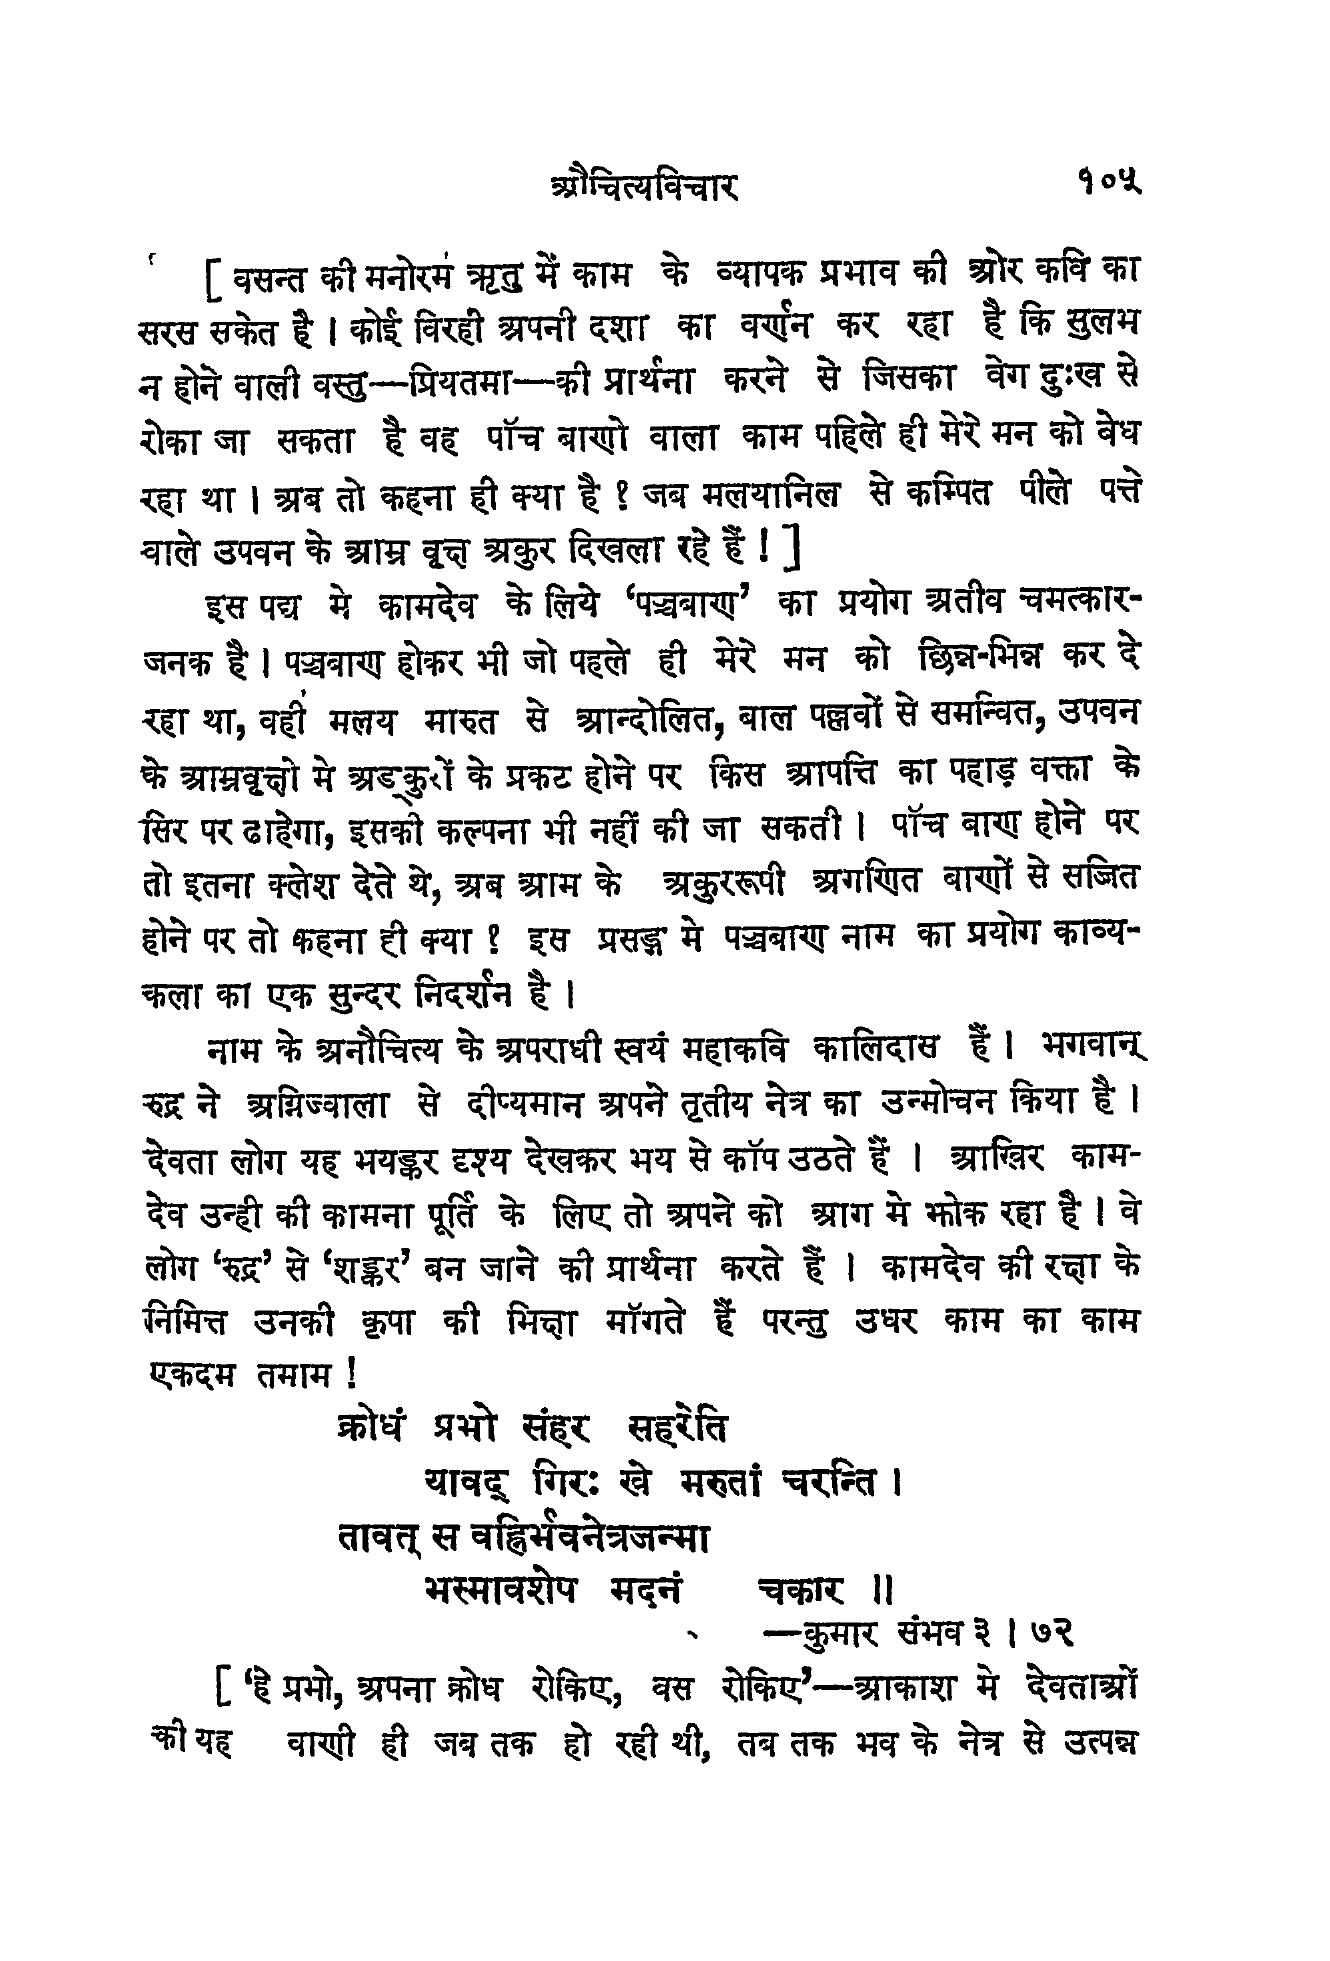 औचित्यविचार १०५
[ वसन्त की मनोरम ऋृतु में काम के व्यापक प्रभाव की ओर कवि का
सरस सकेत है । कोई विरही अपनी दशा का वर्णन कर रहा है कि सुलभ
न होने वाली वस्तु—प्रियतमा—की प्रार्थना करने से जिसका वेग दुःख से
रोका जा सकता है वह पॉच बाणो वाला काम पहिले ही मेरे मन को वेध
रहा था । अब तो कहना ही क्या है ? जब मलयानिल से कम्पित पीले पत्ते
वाले उपवन के आम्र वृक्ष अकुर दिखला रहे हैं ! ]
इस पद्य मे कामदेव के लिये ‘पञ्चबाण’ का प्रयोग अतीव चमत्कार-
जनक है । पञ्चबाण होकर भी जो पहले ही मेरे मन को छिन्न-भिन्न कर दे
रहा था, वही मलय मारुत से आन्दोलित, बाल पल्लवों से समन्वित, उपवन
के आम्रवृक्षो मे अङ्कुरों के प्रकट होने पर किस आपत्ति का पहाड़ वक्ता के
सिर पर ढाहेगा, इसकी कल्पना भी नहीं की जा सकती । पॉच बाण होने पर
तो इतना क्लेश देते थे, अब आम के अकुररूपी अगणित बाणों से सज्जित
होने पर तो कहना ही क्या ? इस प्रसङ्ग मे पञ्चबाण नाम का प्रयोग काव्य-
कला का एक सुन्दर निदर्शन है ।
नाम के अनौचित्य के अपराधी स्वयं महाकवि कालिदास हैं । भगवान्
रुद्र ने अग्निज्वाला से दीप्यमान अपने तृतीय नेत्र का उन्मोचन किया है ।
देवता लोग यह भयङ्कर दृश्य देखकर भय से कॉप उठते हैं । आखिर काम-
देव उन्ही की कामना पूर्ति के लिए तो अपने को आग मे झोक रहा है । वे
लोग ‘रुद्र’ से ‘शङ्कर’ बन जाने की प्रार्थना करते हैं । कामदेव की रक्षा के
निमित्त उनकी कृपा की भिक्षा मॉगते हैं परन्तु उधर काम का काम
एकदम तमाम !
क्रोधं प्रभो संहर सहरेति
यावद् गिरः खे मरुतां चरन्ति ।
तावत् स वह्निर्भवनेत्रजन्मा
भस्मावशेप मदनं चकार ॥
—कुमार संभव ३ । ७२
[ ‘हे प्रभो, अपना क्रोध रोकिए, वस रोकिए’—आकाश मे देवताओं
की यह वाणी ही जब तक हो रही थी, तब तक भव के नेत्र से उत्पन्न